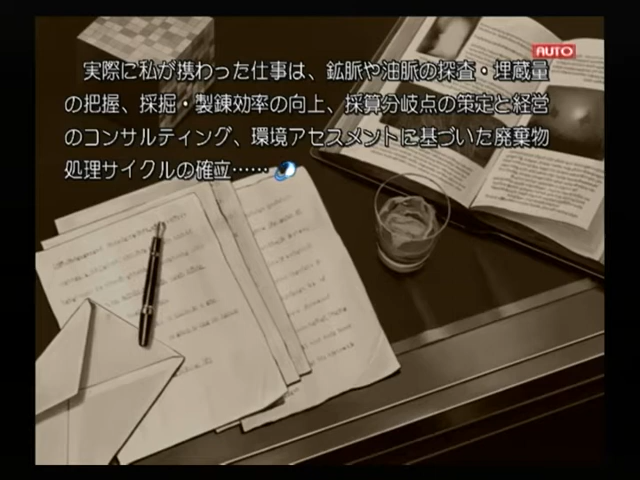 AUTO
実際に私が携わった仕事は、鉱脈や油脈の探査・埋蔵量
の把握、採掘・製錬効率の向上、採算分岐点の策定と経営
のコンサルティング、環境アセスメントに基づいた廃棄物
処理サイクルの確立……